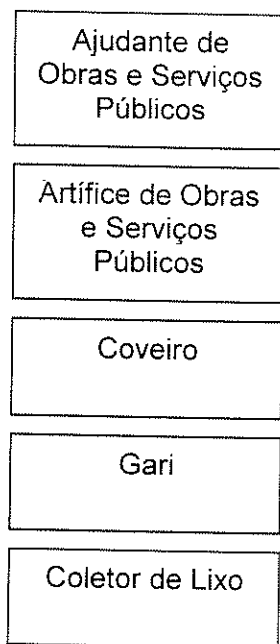 Ajudante de
Obras e Serviços
Públicos
Artífice de Obras
e Serviços
Públicos
Coveiro
Gari
Coletor de Lixo